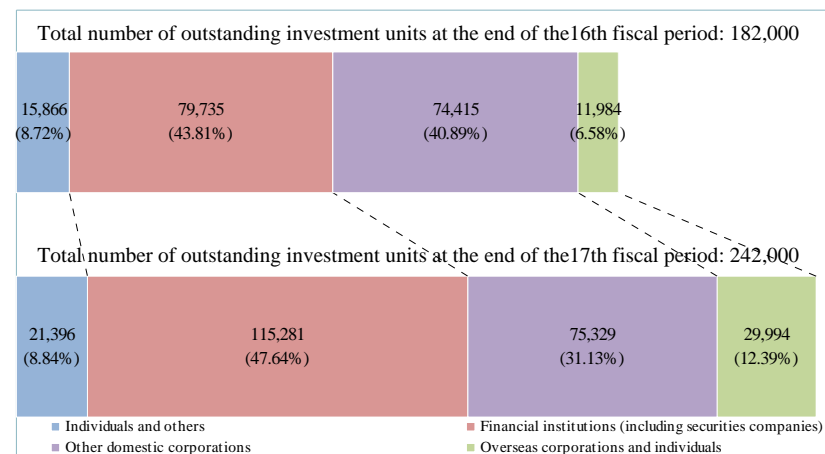 Total number of outstanding investment units at the end of the16th fiscal period: 182,000
15,866 79,735 74,415 11,984
(8.72%) (43.81%) (40.89%) (6.58%)
Total number of outstanding investment units at the end of the17th fiscal period: 242,000
21,396 115,281 75,329 29,994
(8.84%) (47.64%) (31.13%) (12.39%)
Individuals and others Financial institutions (including securities companies)
Other domestic corporations Overseas corporations and individuals